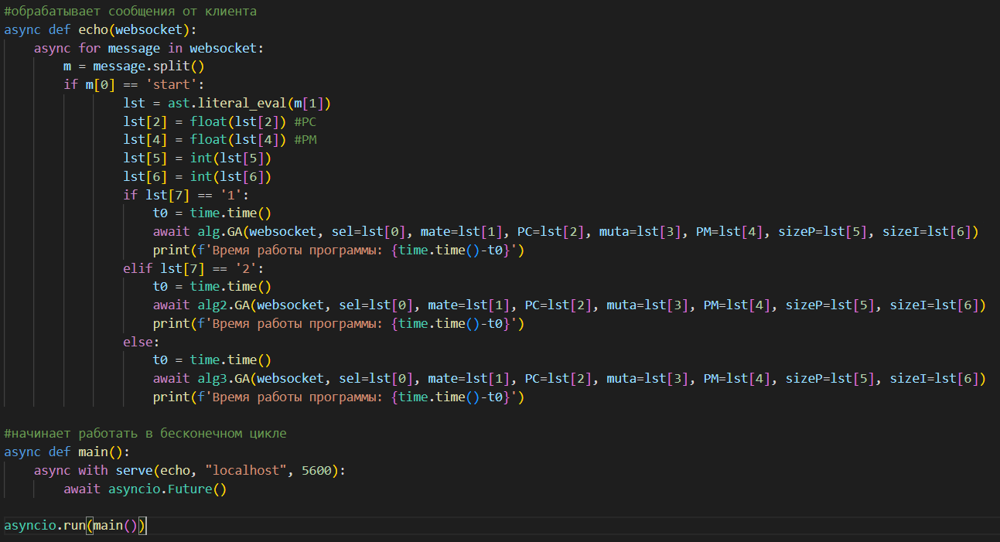 #обрабатывает сообщения от клиента
async def echo(websocket):
    async for message in websocket:
        m = message.split()
        if m[0] == 'start':
                lst = ast.literal_eval(m[1])
                lst[2] = float(lst[2]) #PC
                lst[4] = float(lst[4]) #PM
                lst[5] = int(lst[5])
                lst[6] = int(lst[6])
                if lst[7] == '1':
                    t0 = time.time()
                    await alg.GA(websocket, sel=lst[0], mate=lst[1], PC=lst[2], muta=lst[3], PM=lst[4], sizeP=lst[5], sizeI=lst[6])
                    print(f'Время работы программы: {time.time()-t0}')
                elif lst[7] == '2':
                    t0 = time.time()
                    await alg2.GA(websocket, sel=lst[0], mate=lst[1], PC=lst[2], muta=lst[3], PM=lst[4], sizeP=lst[5], sizeI=lst[6])
                    print(f'Время работы программы: {time.time()-t0}')
                else:
                    t0 = time.time()
                    await alg3.GA(websocket, sel=lst[0], mate=lst[1], PC=lst[2], muta=lst[3], PM=lst[4], sizeP=lst[5], sizeI=lst[6])
                    print(f'Время работы программы: {time.time()-t0}')

#начинает работать в бесконечном цикле
async def main():
    async with serve(echo, "localhost", 5600):
        await asyncio.Future()

asyncio.run(main())